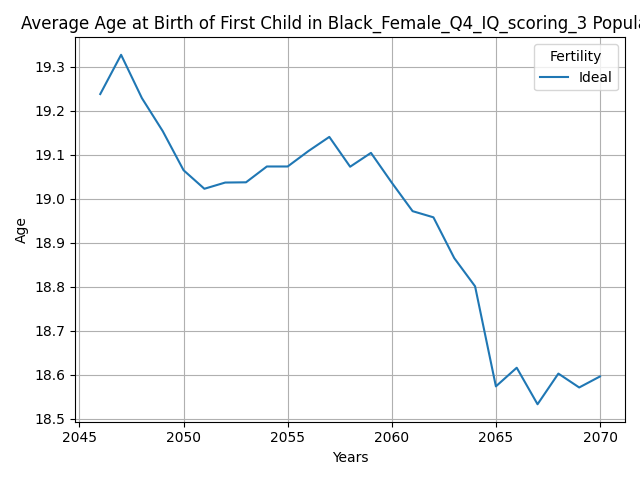 Average Age at Birth of First Child in Black_Female_Q4_IQ_scoring_3 Popula
Fertility
Ideal
19.3
19.2
19.1
19.0
18.9
18.8
18.7
18.6
18.5
Age
2045 2050 2055 2060 2065 2070
Years